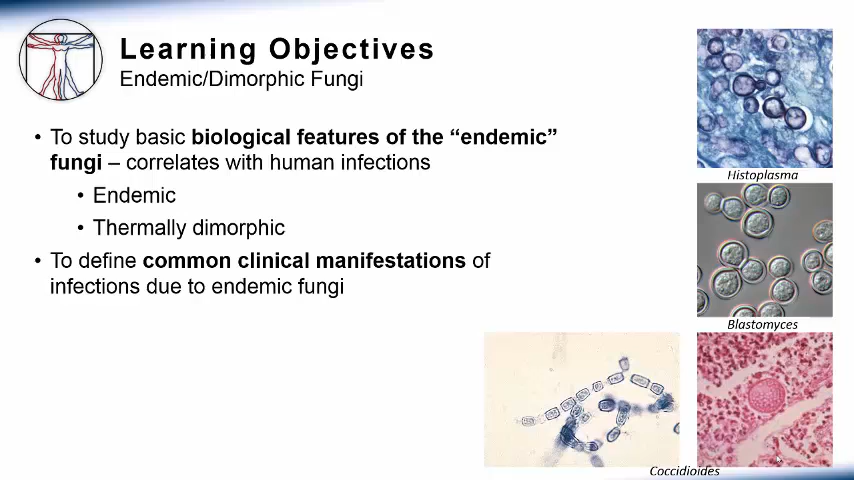 Learning Objectives
Endemic/Dimorphic Fungi
• To study basic biological features of the “endemic”
fungi – correlates with human infections
• Endemic
• Thermally dimorphic
• To define common clinical manifestations of
infections due to endemic fungi
Histoplasma
Blastomyces
Coccidioides